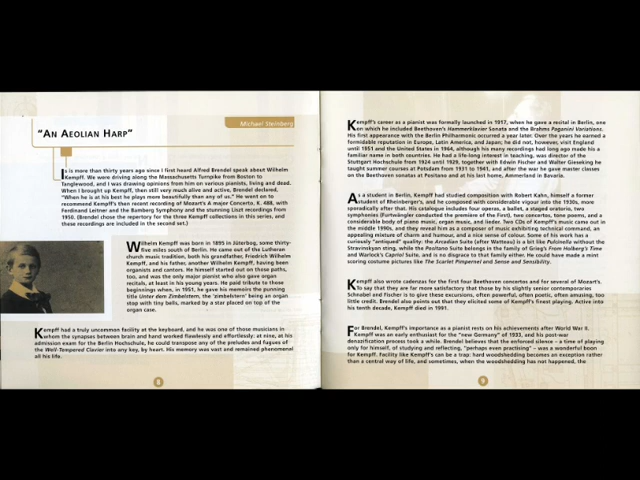 "AN AEOLIAN HARP"
Michael Steinberg
Is is more than thirty years since I first heard Alfred Brendel speak about Wilhelm
Kempff. We were driving along the Massachusetts Turnpike from Boston to
Tanglewood, and I was drawing opinions from him on various pianists, living and dead.
When I brought up Kempff, then still very much alive and active, Brendel declared,
"When he is at his best he plays more beautifully than any of us." He went on to
recommend Kempff's then recent recording of Mozart's A major Concerto, K. 488, with
Ferdinand Leitner and the Bamberg Symphony and the stunning Liszt recordings from
1950. (Brendel chose the repertory for the three Kempff collections in this series, and
these recordings are included in the second set.)
Wilhelm Kempff was born in 1895 in Jüterbog, some thirty-
five miles south of Berlin. He came out of the Lutheran
church music tradition, both his grandfather, Friedrich Wilhelm
Kempff, and his father, another Wilhelm Kempff, having been
organists and canters. He himself started out on those paths,
too, and was the only major pianist who also gave organ
recitals, at least in his young years. He paid tribute to those
beginnings when, in 1951, he gave his memoirs the punning
title Unter dem Zimbelstern, the 'zimbelstern' being an organ
stop with tiny bells, marked by a star placed on top of the
organ case.
Kempff had a truly uncommon facility at the keyboard, and he was one of those musicians in
whom the synapses between brain and hand worked flawlessly and effortlessly; at nine, at his
admission exam for the Berlin Hochschule, he could transpose any of the preludes and fugues of
the Well-Tempered Clavier into any key, by heart. His memory was vast and remained phenomenal
all his life.
8
Kempff's career as a pianist was formally launched in 1917, when he gave a recital in Berlin, one
on which he included Beethoven's Hammerklavier Sonata and the Brahms Paganini Variations.
His first appearance with the Berlin Philharmonic occurred a year later. Over the years he earned a
formidable reputation in Europe, Latin America, and Japan; he did not, however, visit England
until 1951 and the United States in 1964, although his many recordings had long ago made his a
familiar name in both countries. He had a life-long interest in teaching, was director of the
Stuttgart Hochschule from 1924 until 1929, together with Edwin Fischer and Walter Gieseking he
taught summer courses at Potsdam from 1931 to 1941, and after the war he gave master classes
on the Beethoven sonatas at Positano and at his last home, Ammerland in Bavaria.
As a student in Berlin, Kempff had studied composition with Robert Kahn, himself a former
student of Rheinberger's, and he composed with considerable vigour into the 1930s, more
sporadically after that. His catalogue includes four operas, a ballet, a staged oratorio, two
symphonies (Furtwängler conducted the première of the First), two concertos, tone poems, and a
considerable body of piano music, organ music, and lieder. Two CDs of Kempff's music came out in
the middle 1990s, and they reveal him as a composer of music exhibiting technical command, an
appealing mixture of charm and humour, and a nice sense of colour. Some of his work has a
curiously "antiqued" quality: the Arcadian Suite (after Watteau) is a bit like Pulcinella without the
Stravinskyan sting, while the Positano Suite belongs in the family of Grieg's From Holberg's Time
and Warlock's Capriol Suite, and is no disgrace to that family either. He could have made a mint
scoring costume pictures like The Scarlet Pimpernel and Sense and Sensibility.
Kempff also wrote cadenzas for the first four Beethoven concertos and for several of Mozart's.
To say that they are far more satisfactory than those by his slightly senior contemporaries
Schnabel and Fischer is to give these excursions, often powerful, often poetic, often amusing, too
little credit. Brendel also points out that they elicited some of Kempff's finest playing. Active into
his tenth decade, Kempff died in 1991.
For Brendel, Kempff's importance as a pianist rests on his achievements after World War II.
Kempff was an early enthusiast for the "new Germany" of 1933, and his post-war
denazification process took a while. Brendel believes that the enforced silence – a time of playing
only for himself, of studying and reflecting, "perhaps even practising" – was a wonderful boon
for Kempff. Facility like Kempff's can be a trap: hard woodshedding becomes an exception rather
than a central way of life, and sometimes, when the woodshedding has not happened, the
9